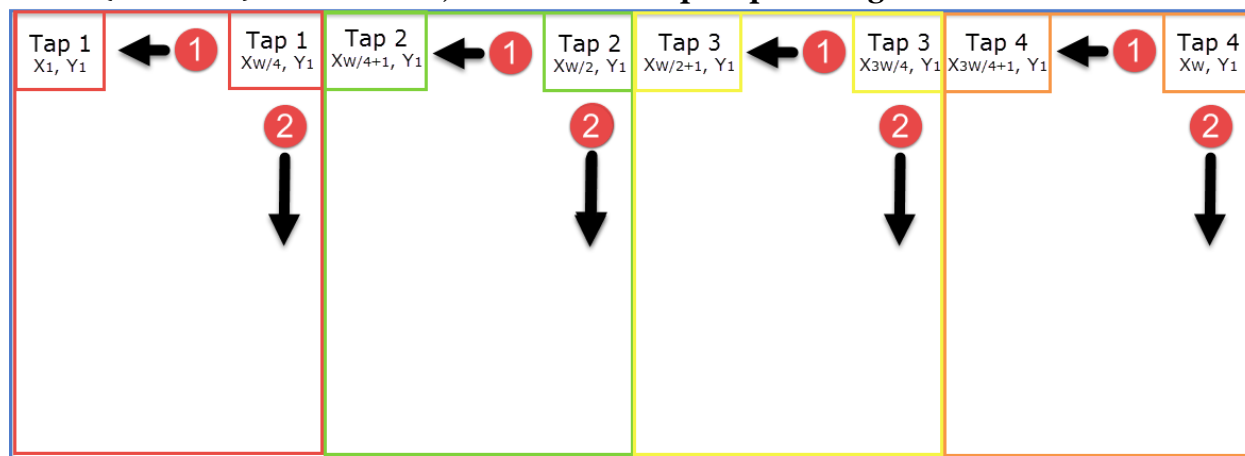 Tap 1 1 Tap 1 Tap 2 1 Tap 2 Tap 3 1 Tap 3 Tap 4 1 Tap 4
X1, Y1 XW/4, Y1 XW/4+1, Y1 XW/2, Y1 XW/2+1, Y1 X3W/4, Y1 X3W/4+1, Y1 XW, Y1
2 2 2 2